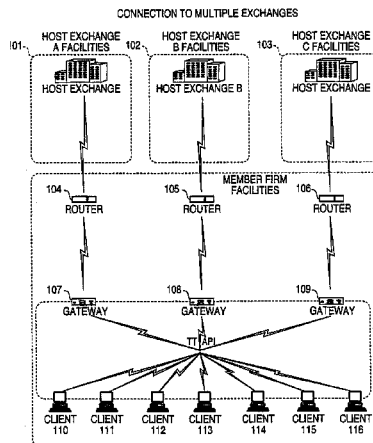 CONNECTION TO MULTIPLE EXCHANGES
101 HOST EXCHANGE A FACILITIES
HOST EXCHANGE
102 HOST EXCHANGE B FACILITIES
HOST EXCHANGE B
103 HOST EXCHANGE C FACILITIES
HOST EXCHANGE
MEMBER FIRM FACILITIES
104 ROUTER
105 ROUTER
106 ROUTER
107 GATEWAY
108 GATEWAY
109 GATEWAY
TT API
CLIENT 110
CLIENT 111
CLIENT 112
CLIENT 113
CLIENT 114
CLIENT 115
CLIENT 116